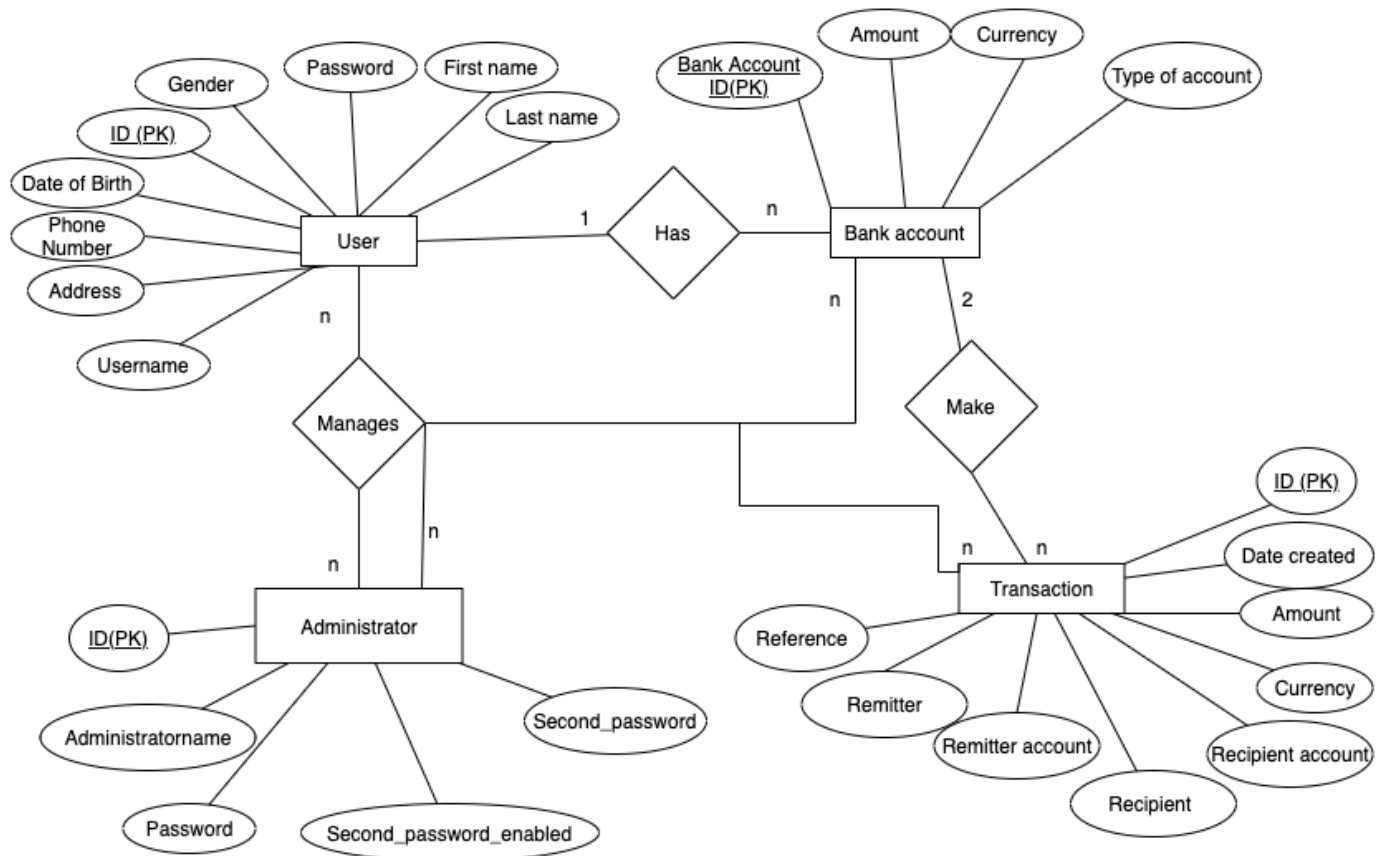 Password
First name
Gender
Last name
ID (PK)
Date of Birth
Phone
Number
Address
Username
User
1
Has
n
Bank Account
ID(PK)
Amount
Currency
Type of account
Bank account
n
n
2
Manages
Make
n
n
n
n
Administrator
ID(PK)
Administratorname
Password
Second_password_enabled
Second_password
Transaction
ID (PK)
Date created
Amount
Currency
Recipient account
Recipient
Remitter account
Remitter
Reference